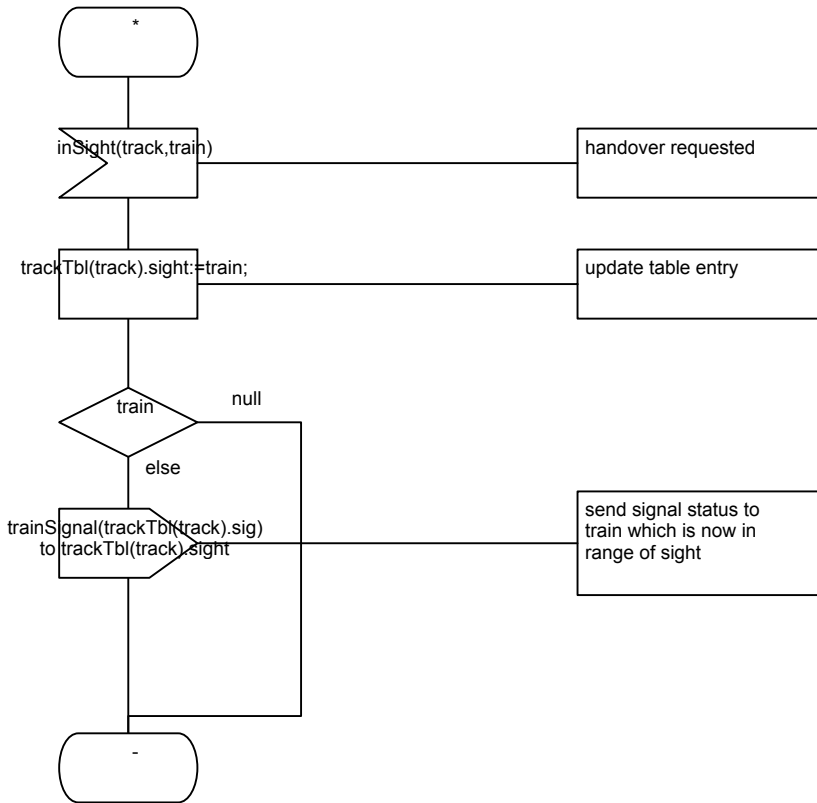 *
inSight(track,train)
handover requested
trackTbl(track).sight:=train;
update table entry
train
null
else
trainSignal(trackTbl(track).sig)
to trackTbl(track).sight
send signal status to
train which is now in
range of sight
-